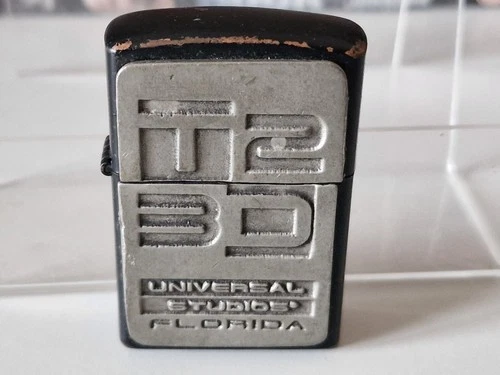 T2
3D
UNIVERSAL
STUDIOS
FLORIDA